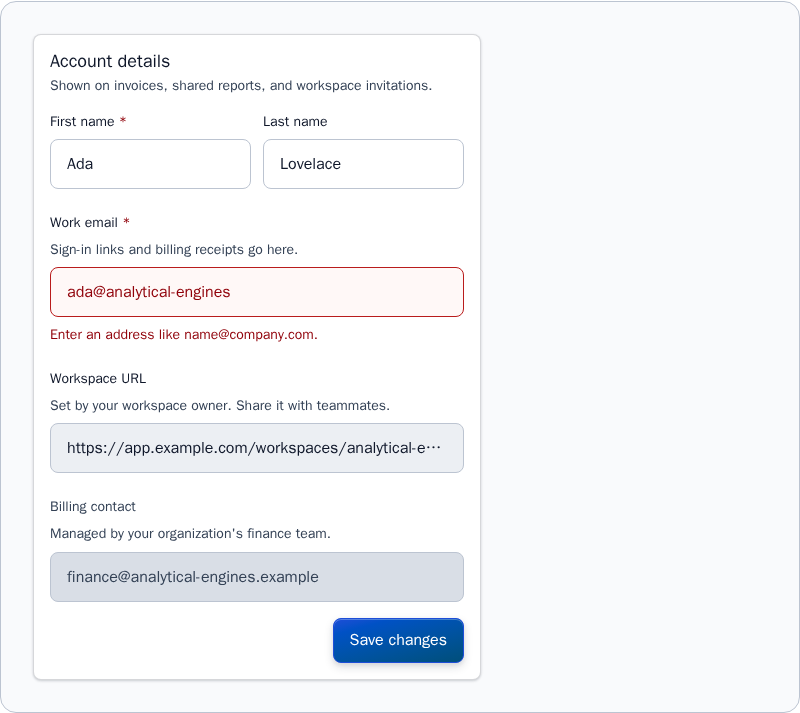 Account details
Shown on invoices, shared reports, and workspace invitations.
First name *
Last name
Ada
Lovelace
Work email *
Sign-in links and billing receipts go here.
ada@analytical-engines
Enter an address like name@company.com.
Workspace URL
Set by your workspace owner. Share it with teammates.
https://app.example.com/workspaces/analytical-e…
Billing contact
Managed by your organization's finance team.
finance@analytical-engines.example
Save changes